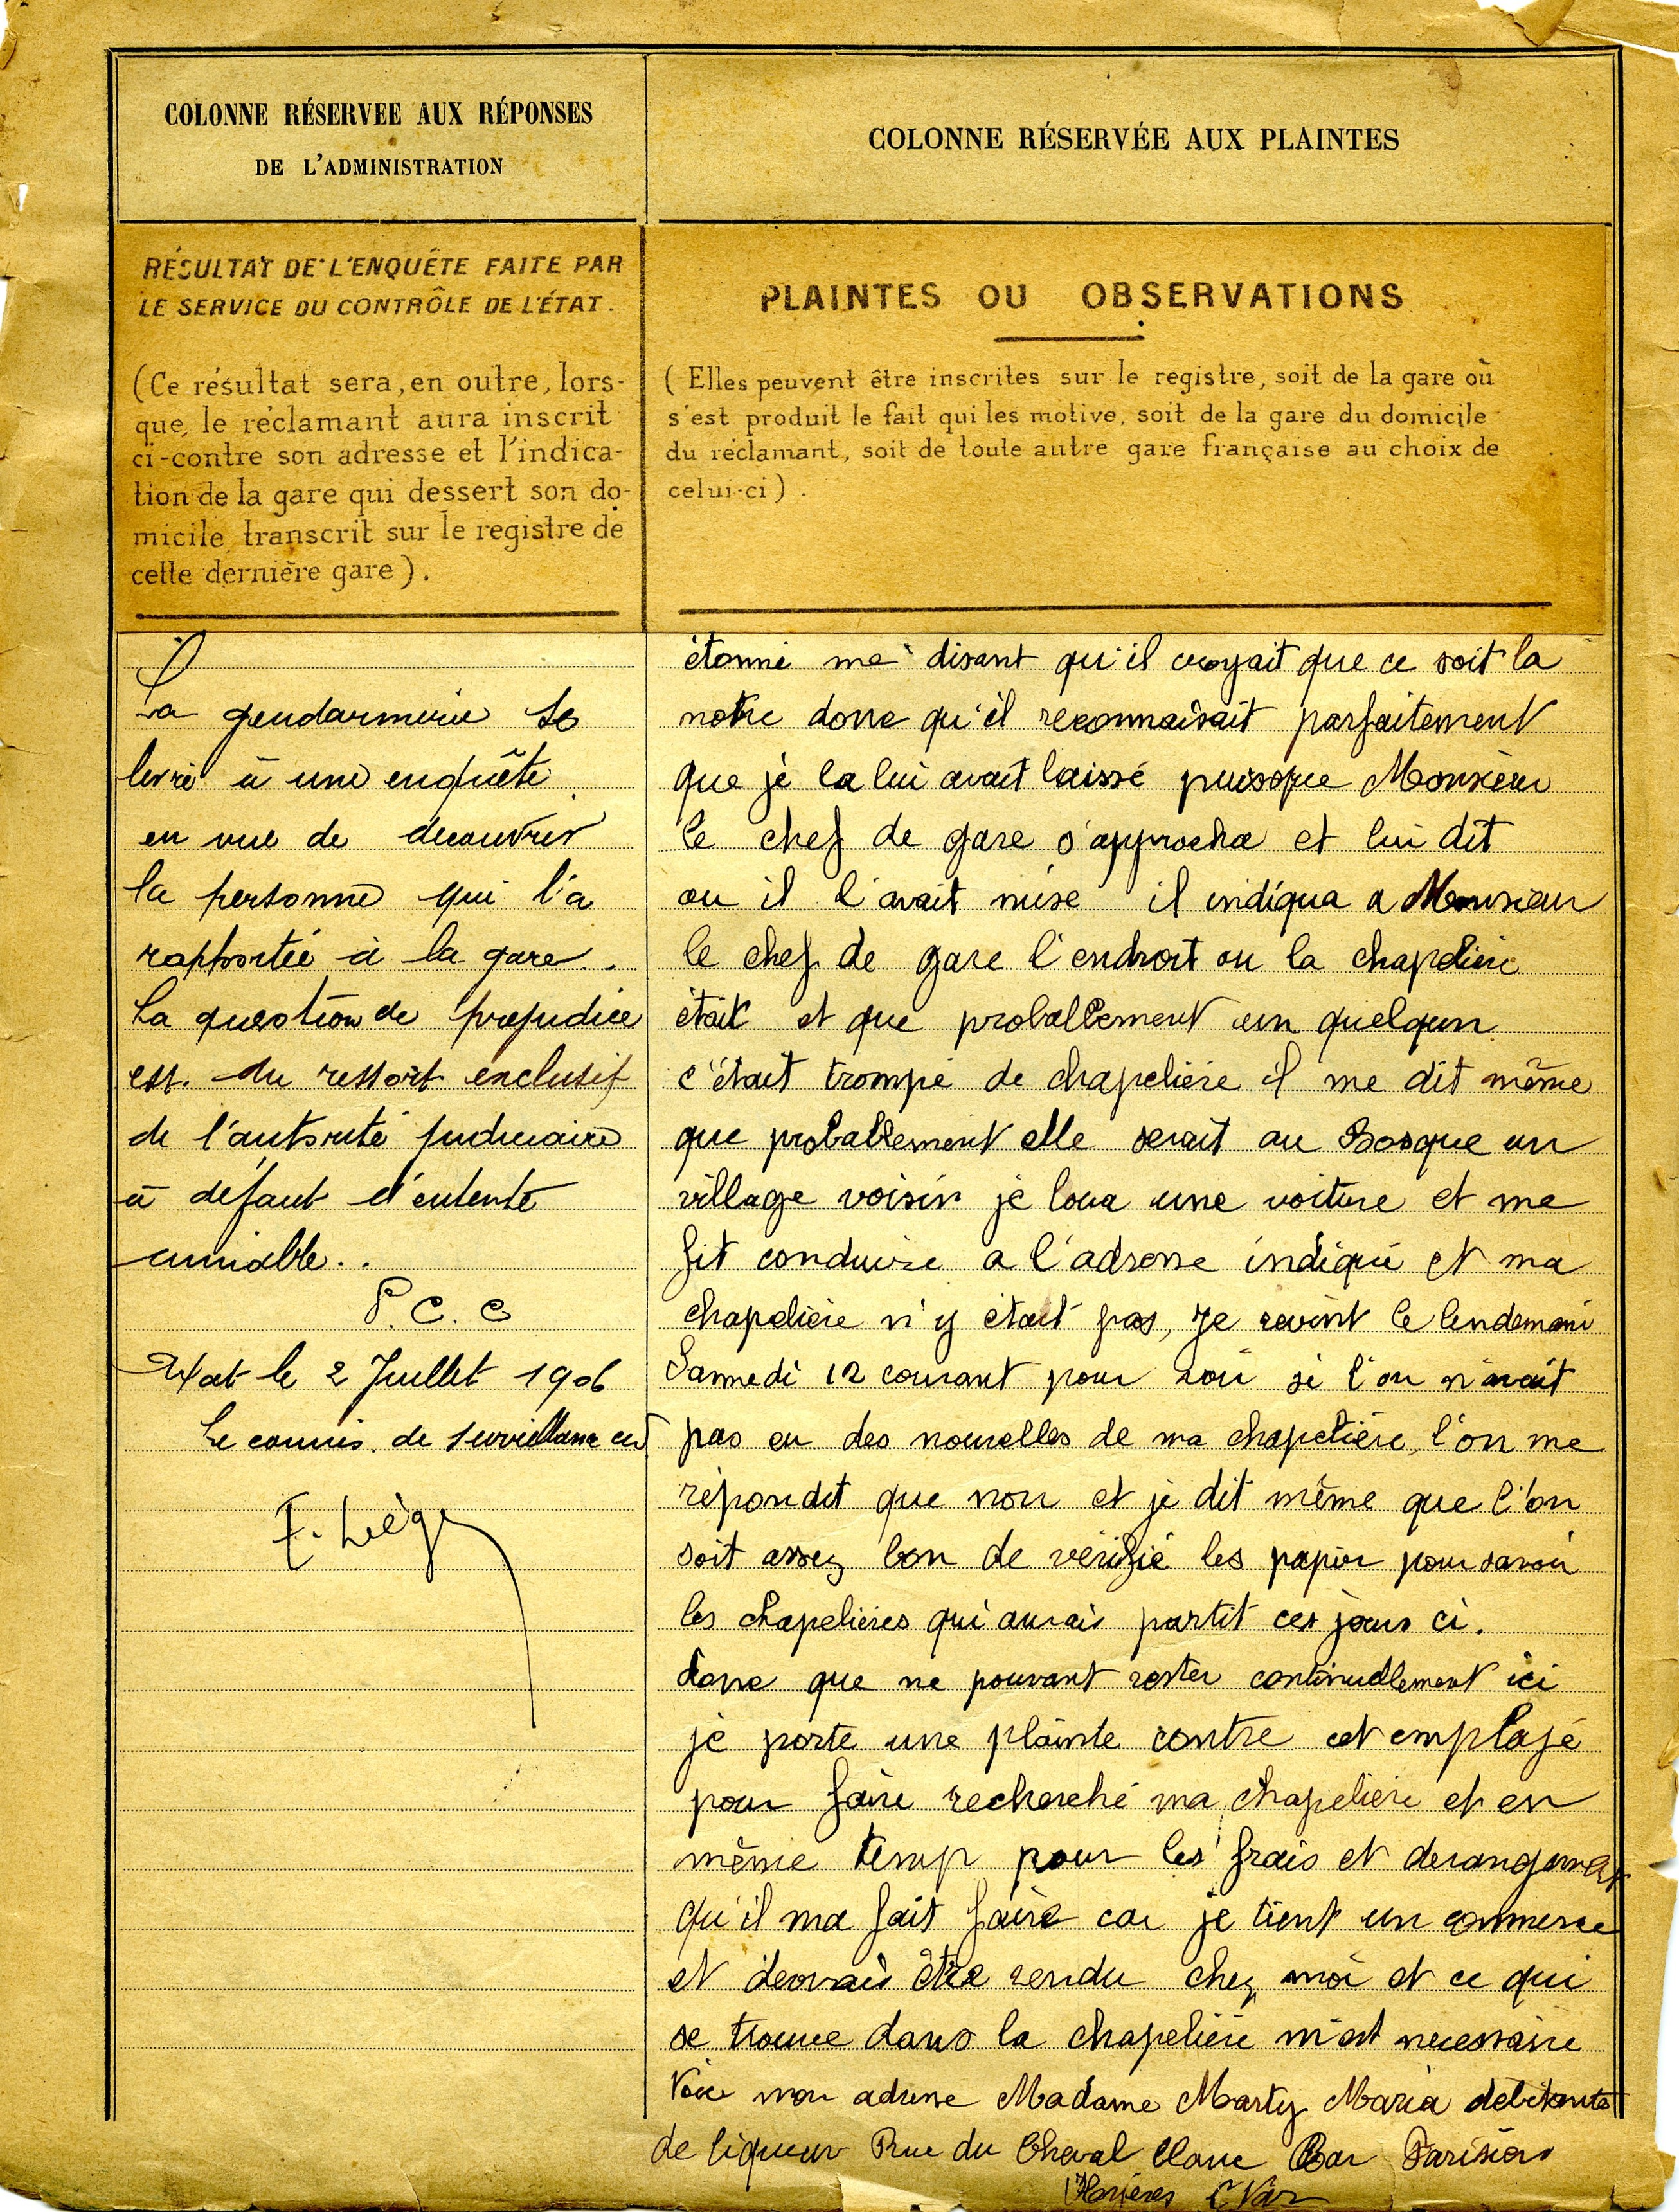 COLONNE RÉSERVEE AUX RÉPONSES
DE L'ADMINISTRATION
RÉSULTAT DE L'ENQUÉTE FAITE PAR
LE SERVICE DU CONTRÔLE DE L'ÉTAT.
(Ce résultat sera, en outre, lors-
que, le réclamant aura inscrit
ci-contre son adresse et l'indica-
tion de la gare qui dessert son do-
micile transcrit sur le registre de
cette dernière gare).
La gendarmerie se
livre à une enquête
en vue de découvrir
la personne qui l'a
rapportée à la gare.
La question de préjudice
est du ressort exclusif
de l'autorité judiciaire
à défaut d'entente
amiable..
P.C.C
le 2 Juillet 1906
Le commis. de surveillance
F. Liège
COLONNE RÉSERVÉE AUX PLAINTES
PLAINTES OU OBSERVATIONS
(Elles peuvent être inscrites sur le registre, soit de la gare où
s'est produit le fait qui les motive, soit de la gare du domicile
du réclamant, soit de toute autre gare française au choix de
celui-ci).
étonné me disant qu'il croyait que ce soit la
notre donc qu'il reconnaisait parfaitement
que je la lui avait laissé puisque Monsieur
le chef de gare s'approcha et lui dit
ou il l'avait mise il indiqua a Monsieur
le chef de gare l'endroit ou la chapelière
était et que proballement un quelqun
c'était trompé de chapelière il me dit même
que probablement elle serait au Bosque un
village voisin je loua une voiture et me
fit conduire a l'adresse indiqué et ma
chapelière n'y était pas, Je revint le lendemain
Samedi 12 courant pour voir si l'on n'avait
pas eu des nouvelles de ma chapelière, l'on me
répondit que non et je dit même que l'on
soit assez bon de vérifié les papier pour savoir
les chapelières qui aurais partit ces jours ci.
donc que ne pouvant rester continuellement ici
je porte une plainte contre cet employé
pour faire recherché ma chapelière et en
même temp pour les frais et derangement
qu'il ma fait faire car je tient un commerce
et devrais être rendu chez moi et ce qui
se trouve dans la chapelière m'est necessaire
Voici mon adresse Madame Marty Maria débitante
de liqueur Rue du Cheval Blanc Bar Parisien
Var